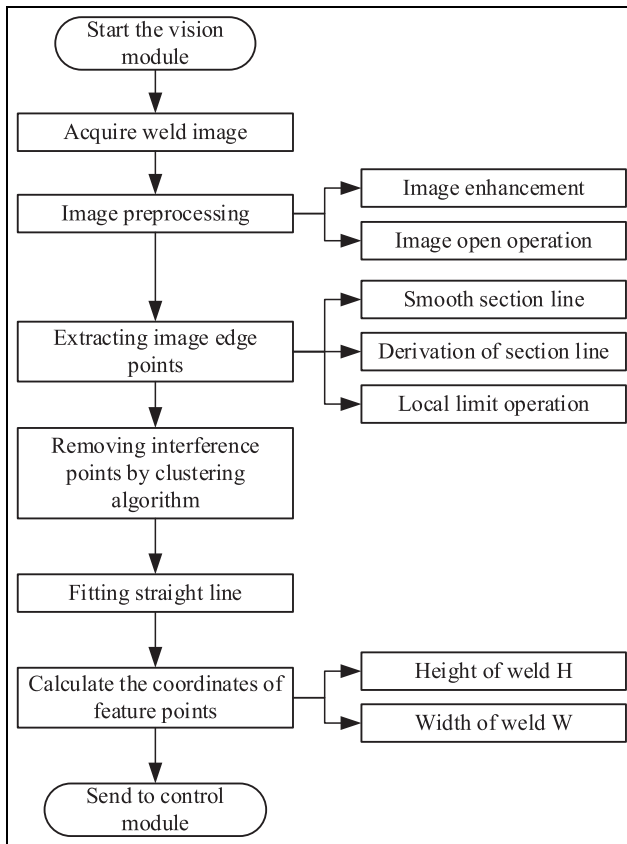 Start the vision
module
Acquire weld image
Image preprocessing
Image enhancement
Image open operation
Extracting image edge
points
Smooth section line
Derivation of section line
Local limit operation
Removing interference
points by clustering
algorithm
Fitting straight line
Calculate the coordinates of
feature points
Height of weld H
Width of weld W
Send to control
module